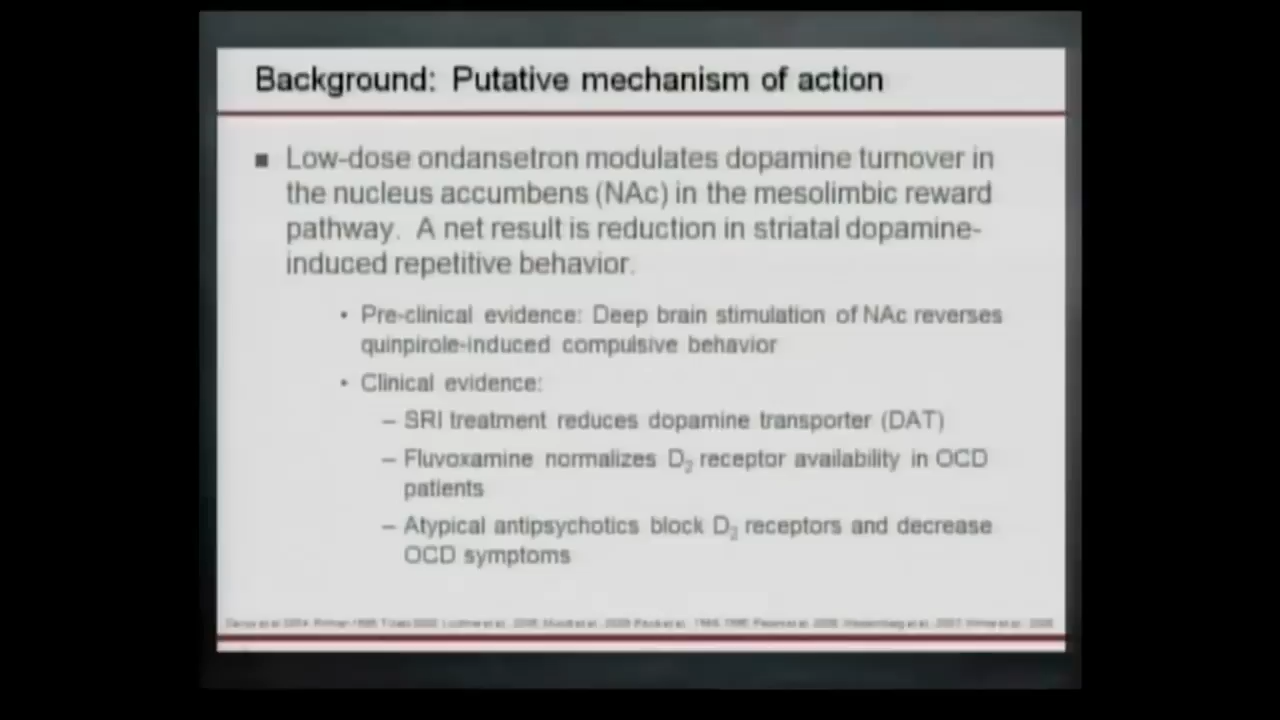 Background: Putative mechanism of action
■ Low-dose ondansetron modulates dopamine turnover in
the nucleus accumbens (NAc) in the mesolimbic reward
pathway. A net result is reduction in striatal dopamine-
induced repetitive behavior.
• Pre-clinical evidence: Deep brain stimulation of NAc reverses
quinpirole-induced compulsive behavior
• Clinical evidence:
– SRI treatment reduces dopamine transporter (DAT)
– Fluvoxamine normalizes D₂ receptor availability in OCD
patients
– Atypical antipsychotics block D₂ receptors and decrease
OCD symptoms